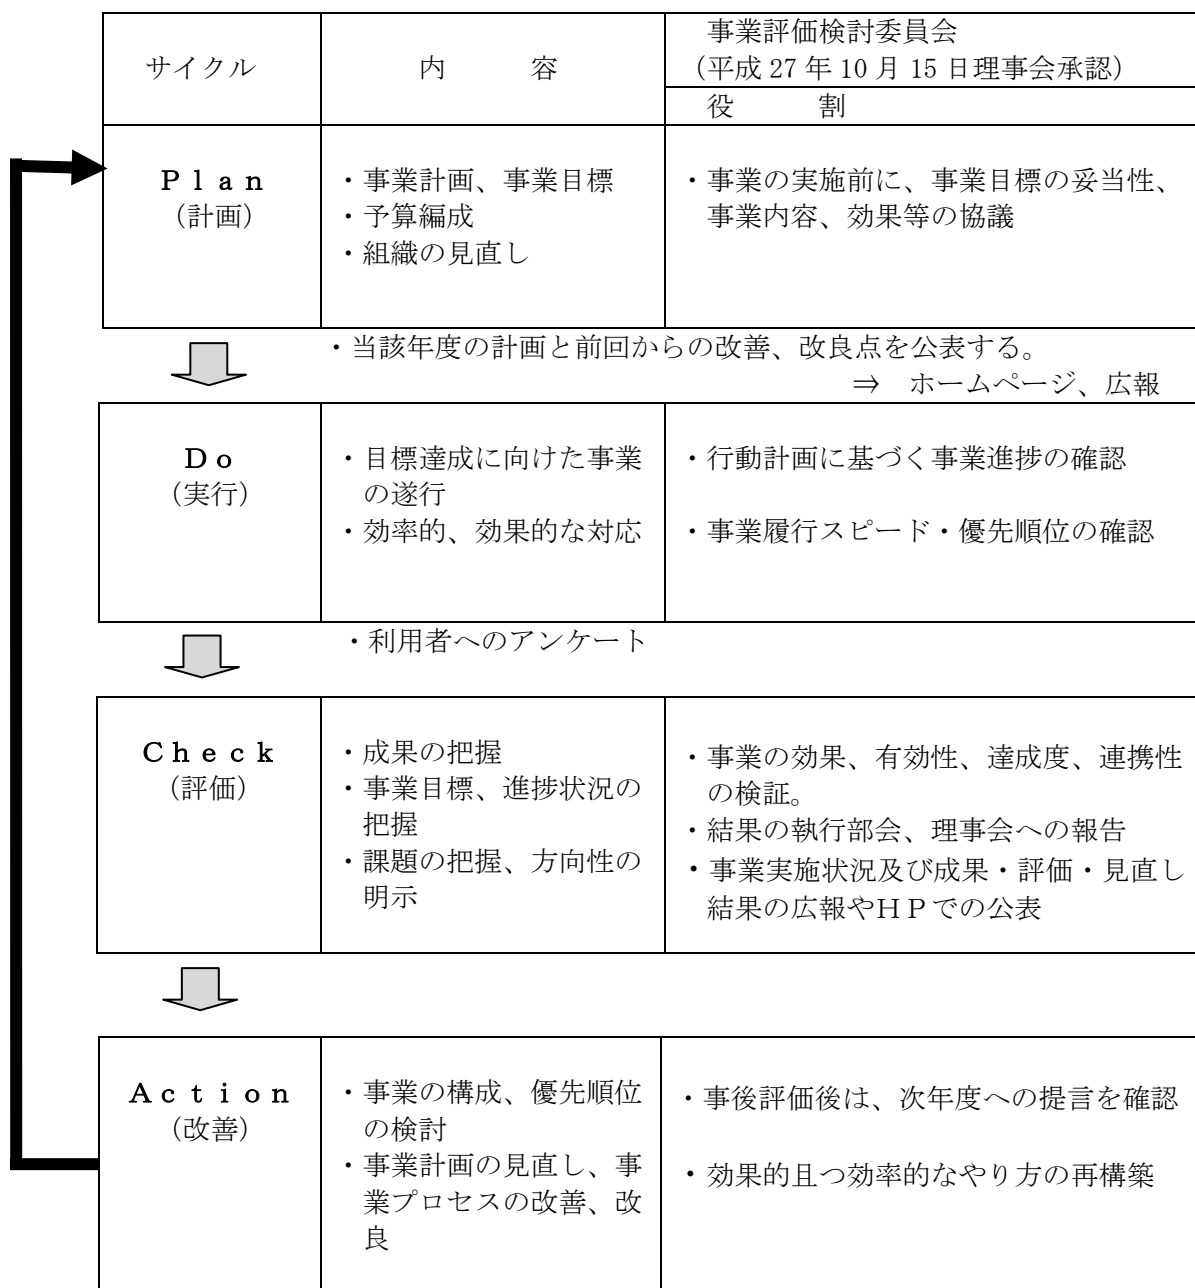 サイクル
内　　容
事業評価検討委員会
（平成 27 年 10 月 15 日理事会承認）
役　　　割
Ｐｌａｎ
（計画）
・事業計画、事業目標
・予算編成
・組織の見直し
・事業の実施前に、事業目標の妥当性、
事業内容、効果等の協議
・当該年度の計画と前回からの改善、改良点を公表する。
⇒　ホームページ、広報
Ｄｏ
（実行）
・目標達成に向けた事業
の遂行
・効率的、効果的な対応
・行動計画に基づく事業進捗の確認
・事業履行スピード・優先順位の確認
・利用者へのアンケート
Ｃｈｅｃｋ
（評価）
・成果の把握
・事業目標、進捗状況の
把握
・課題の把握、方向性の
明示
・事業の効果、有効性、達成度、連携性
の検証。
・結果の執行部会、理事会への報告
・事業実施状況及び成果・評価・見直し
結果の広報やＨＰでの公表
Ａｃｔｉｏｎ
（改善）
・事業の構成、優先順位
の検討
・事業計画の見直し、事
業プロセスの改善、改
良
・事後評価後は、次年度への提言を確認
・効果的且つ効率的なやり方の再構築